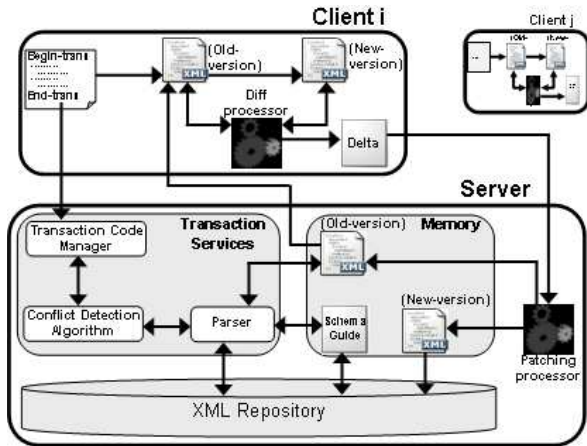 Client i
Client j
Begin-trans
End-trans
(Old-version)
XML
(New-version)
XML
Diff processor
Delta
Server
Transaction Services
Transaction Code Manager
Conflict Detection Algorithm
Parser
Memory
(Old-version)
XML
Schema Guide
(New-version)
XML
Patching processor
XML Repository